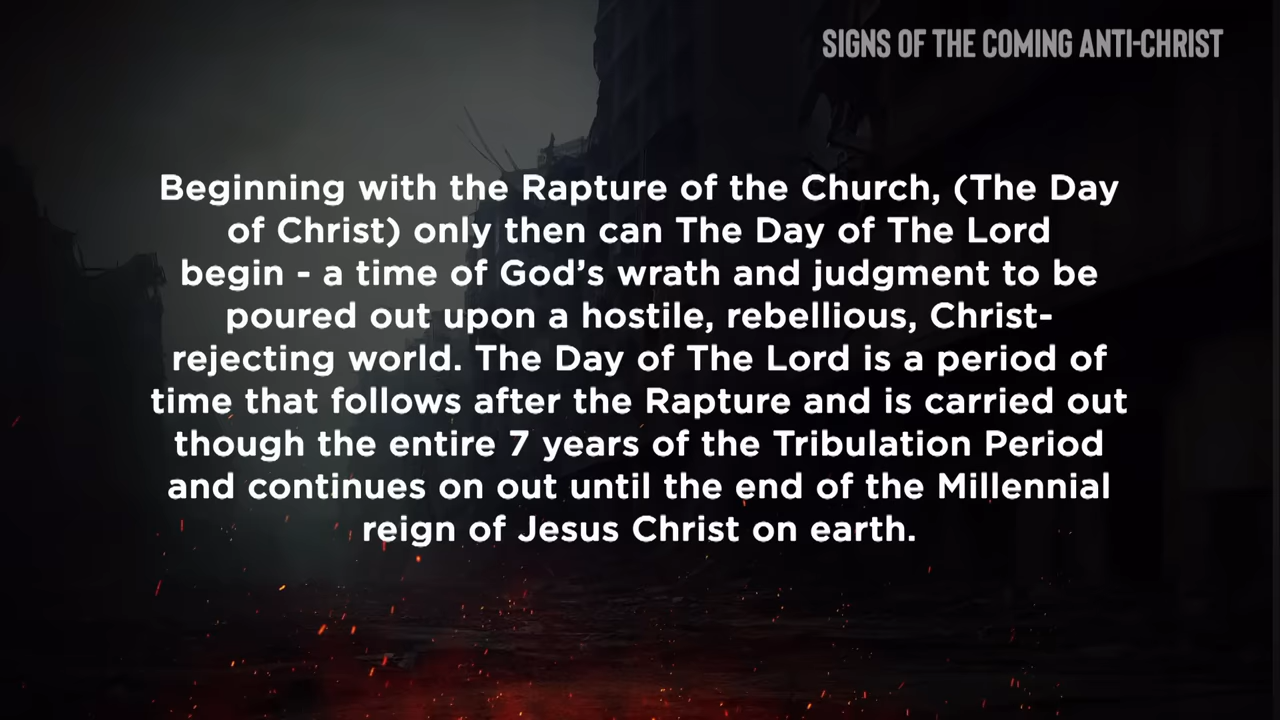 SIGNS OF THE COMING ANTI-CHRIST
Beginning with the Rapture of the Church, (The Day
of Christ) only then can The Day of The Lord
begin - a time of God’s wrath and judgment to be
poured out upon a hostile, rebellious, Christ-
rejecting world. The Day of The Lord is a period of
time that follows after the Rapture and is carried out
though the entire 7 years of the Tribulation Period
and continues on out until the end of the Millennial
reign of Jesus Christ on earth.